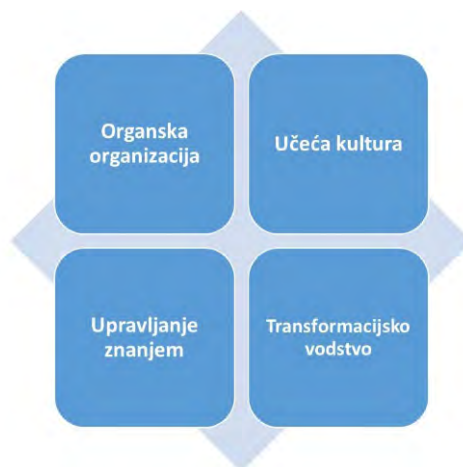 Organska
organizacija
Učeća kultura
Upravljanje
znanjem
Transformacijsko
vodstvo